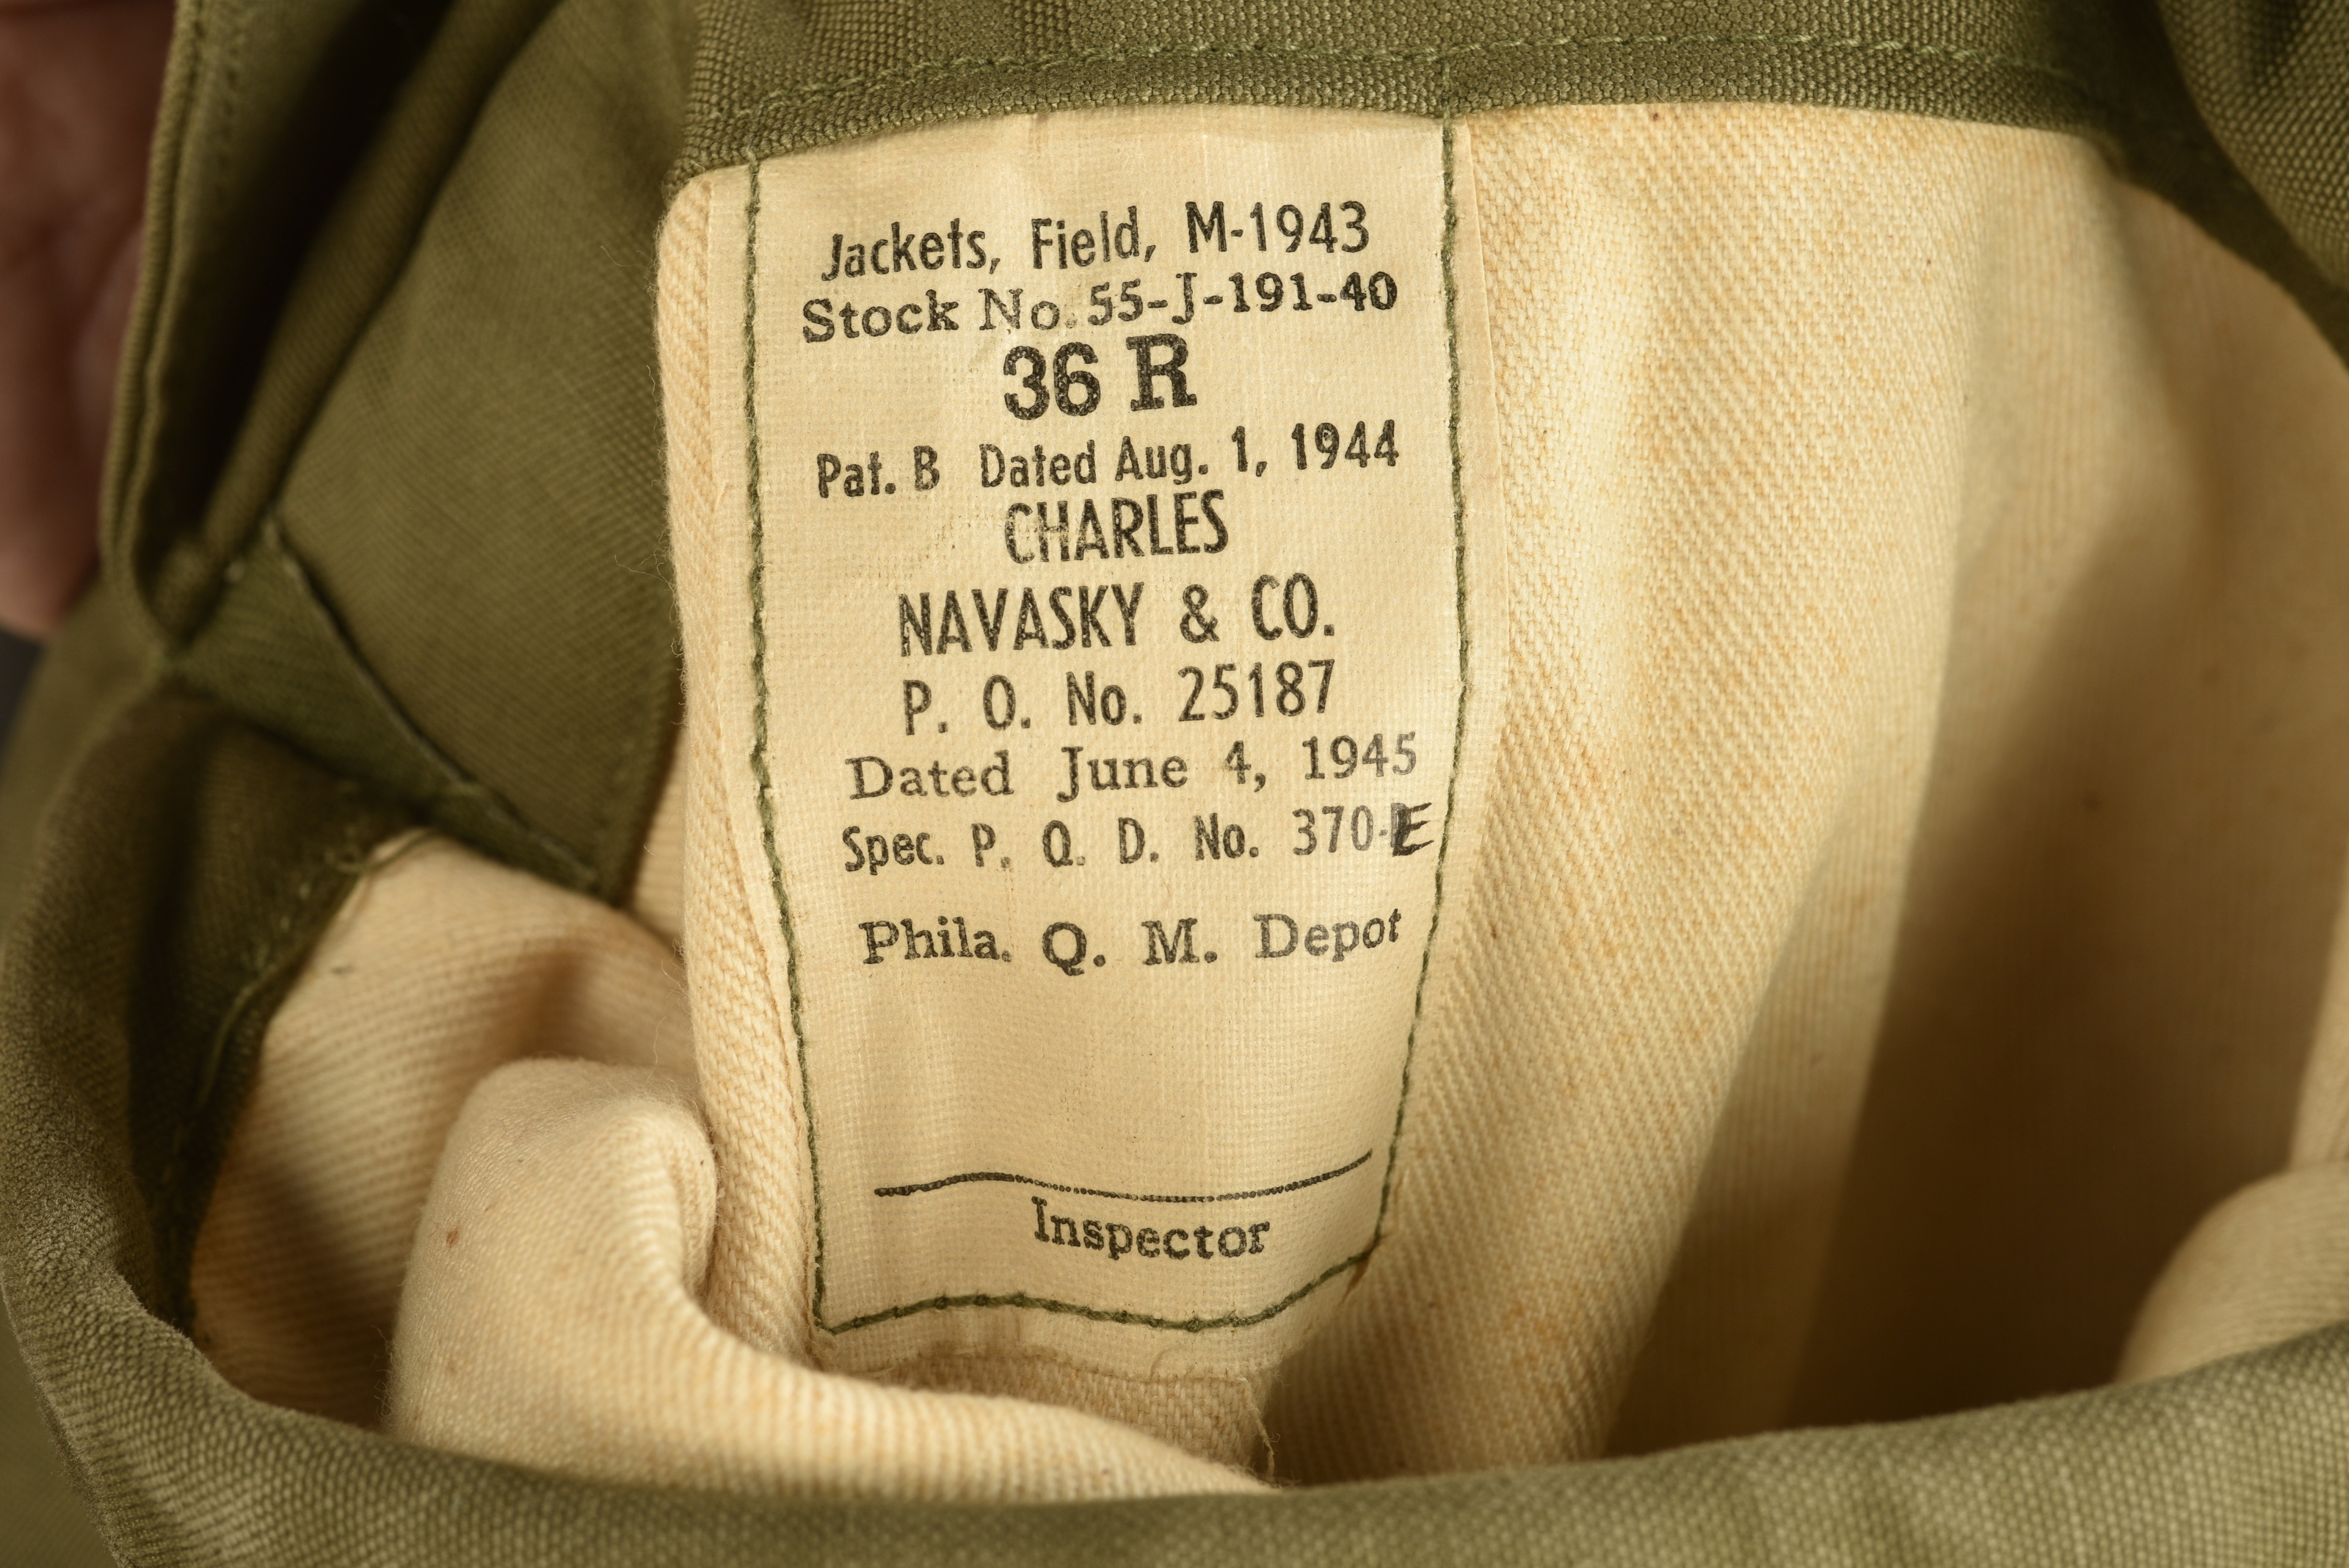 Jackets, Field, M-1943
Stock No. 55-J-191-40
36 R
Pat. B Dated Aug. 1, 1944
CHARLES
NAVASKY & CO.
P. O. No. 25187
Dated June 4, 1945
Spec. P. Q. D. No. 370-E
Phila. Q. M. Depot
Inspector